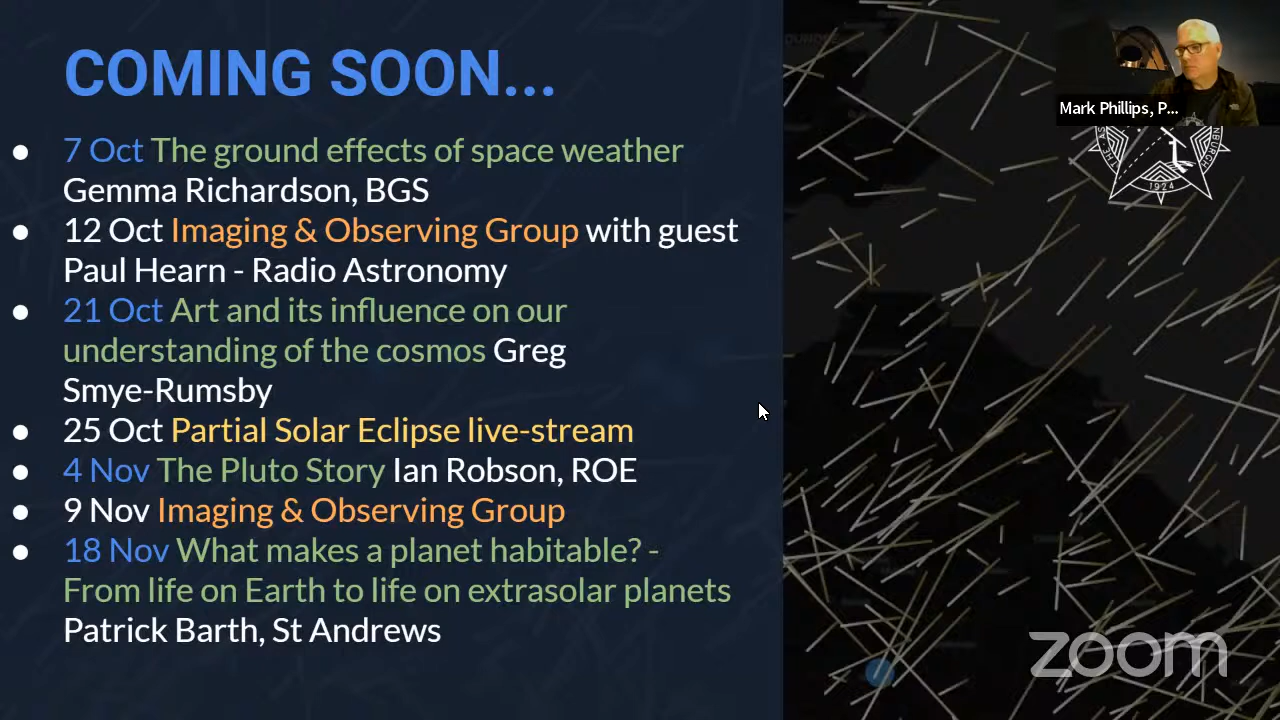 COMING SOON...
● 7 Oct The ground effects of space weather
Gemma Richardson, BGS
● 12 Oct Imaging & Observing Group with guest
Paul Hearn - Radio Astronomy
● 21 Oct Art and its influence on our
understanding of the cosmos Greg
Smye-Rumsby
● 25 Oct Partial Solar Eclipse live-stream
● 4 Nov The Pluto Story Ian Robson, ROE
● 9 Nov Imaging & Observing Group
● 18 Nov What makes a planet habitable? -
From life on Earth to life on extrasolar planets
Patrick Barth, St Andrews
DUNDEE
Mark Phillips, P...
1924
zoom